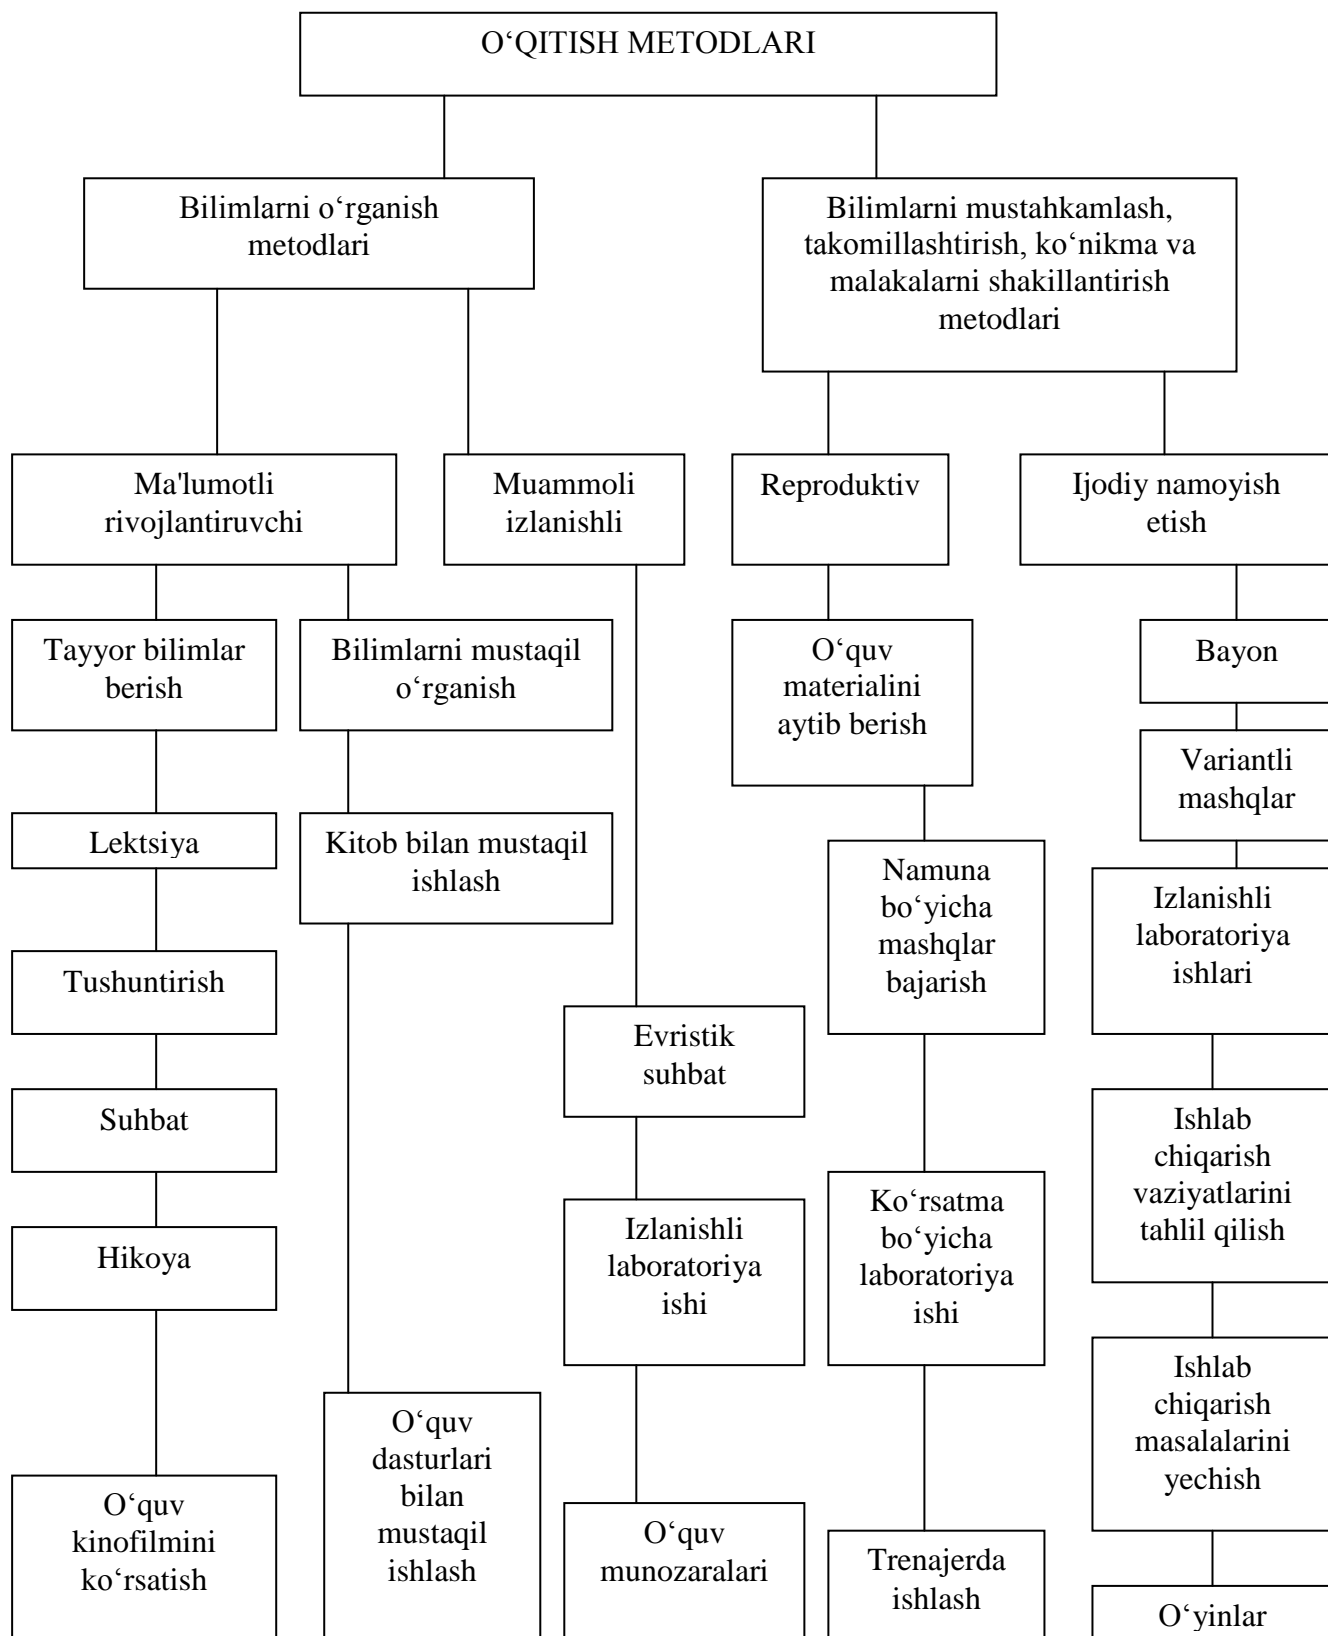 O‘QITISH METODLARI
Bilimlarni o‘rganish
metodlari
Bilimlarni mustahkamlash,
takomillashtirish, ko‘nikma va
malakalarni shakillantirish
metodlari
Ma'lumotli
rivojlantiruvchi
Muammoli
izlanishli
Reproduktiv
Ijodiy namoyish
etish
Tayyor bilimlar
berish
Bilimlarni mustaqil
o‘rganish
O‘quv
materialini
aytib berish
Bayon
Variantli
mashqlar
Lektsiya
Kitob bilan mustaqil
ishlash
Namuna
bo‘yicha
mashqlar
bajarish
Izlanishli
laboratoriya
ishlari
Tushuntirish
Evristik
suhbat
Suhbat
Ishlab
chiqarish
vaziyatlarini
tahlil qilish
Ko‘rsatma
bo‘yicha
laboratoriya
ishi
Izlanishli
laboratoriya
ishi
Hikoya
Ishlab
chiqarish
masalalarini
yechish
O‘quv
dasturlari
bilan
mustaqil
ishlash
O‘quv
kinofilmini
ko‘rsatish
O‘quv
munozaralari
Trenajerda
ishlash
O‘yinlar